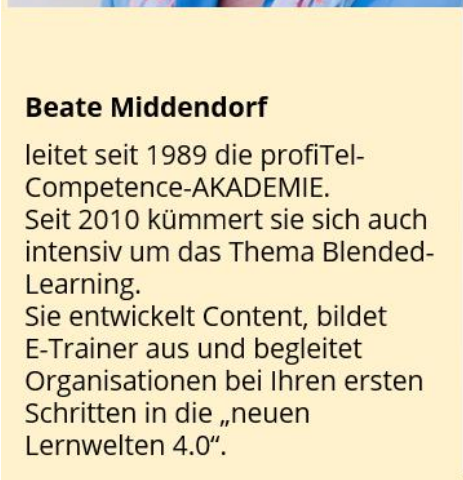 Beate Middendorf
leitet seit 1989 die profiTel-
Competence-AKADEMIE.
Seit 2010 kümmert sie sich auch
intensiv um das Thema Blended-
Learning.
Sie entwickelt Content, bildet
E-Trainer aus und begleitet
Organisationen bei Ihren ersten
Schritten in die „neuen
Lernwelten 4.0“.